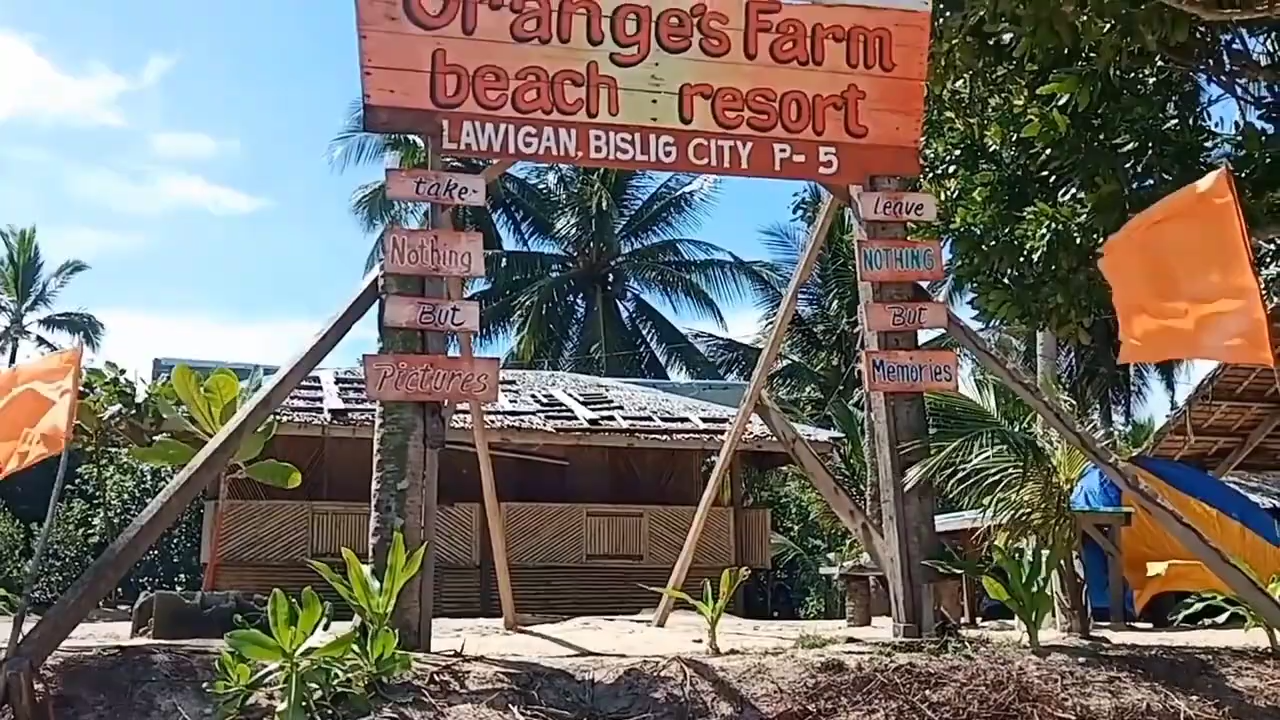 Orange's Farm
beach resort
LAWIGAN, BISLIG CITY P-5
take
Nothing
But
Pictures
Leave
NOTHING
But
Memories